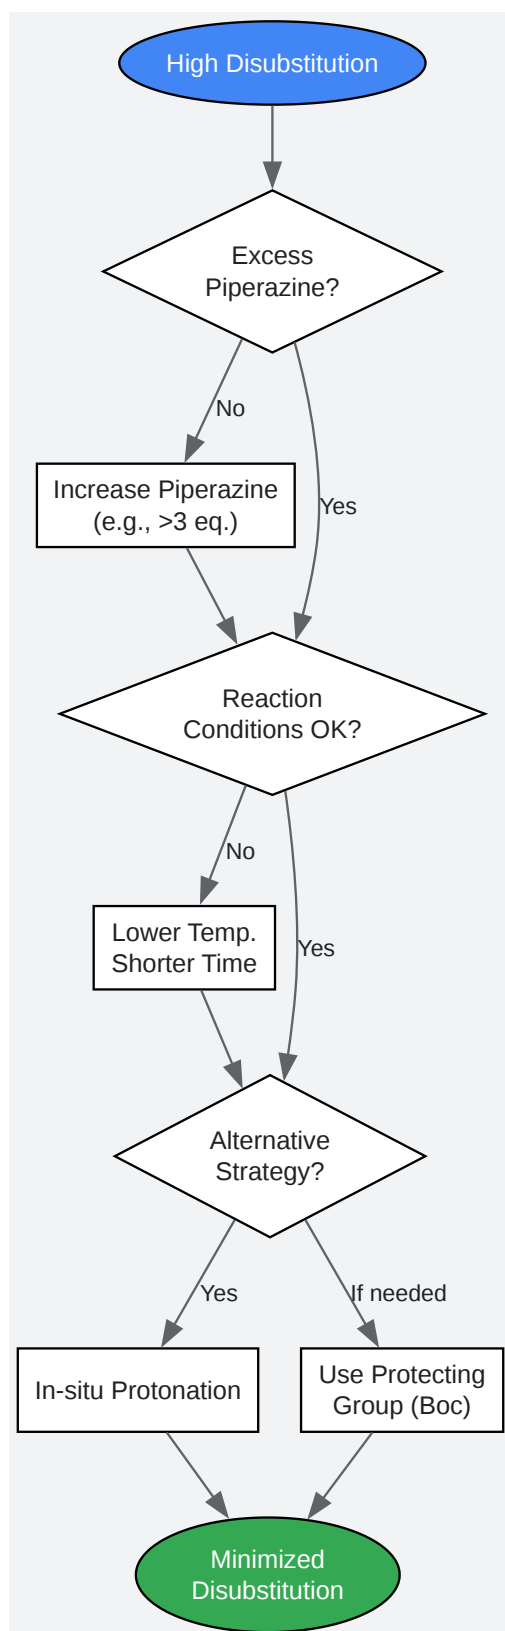 High Disubstitution
Excess
Piperazine?
No
Increase Piperazine
(e.g., >3 eq.)
Yes
Reaction
Conditions OK?
No
Lower Temp.
Shorter Time
Yes
Alternative
Strategy?
Yes
If needed
In-situ Protonation
Use Protecting
Group (Boc)
Minimized
Disubstitution